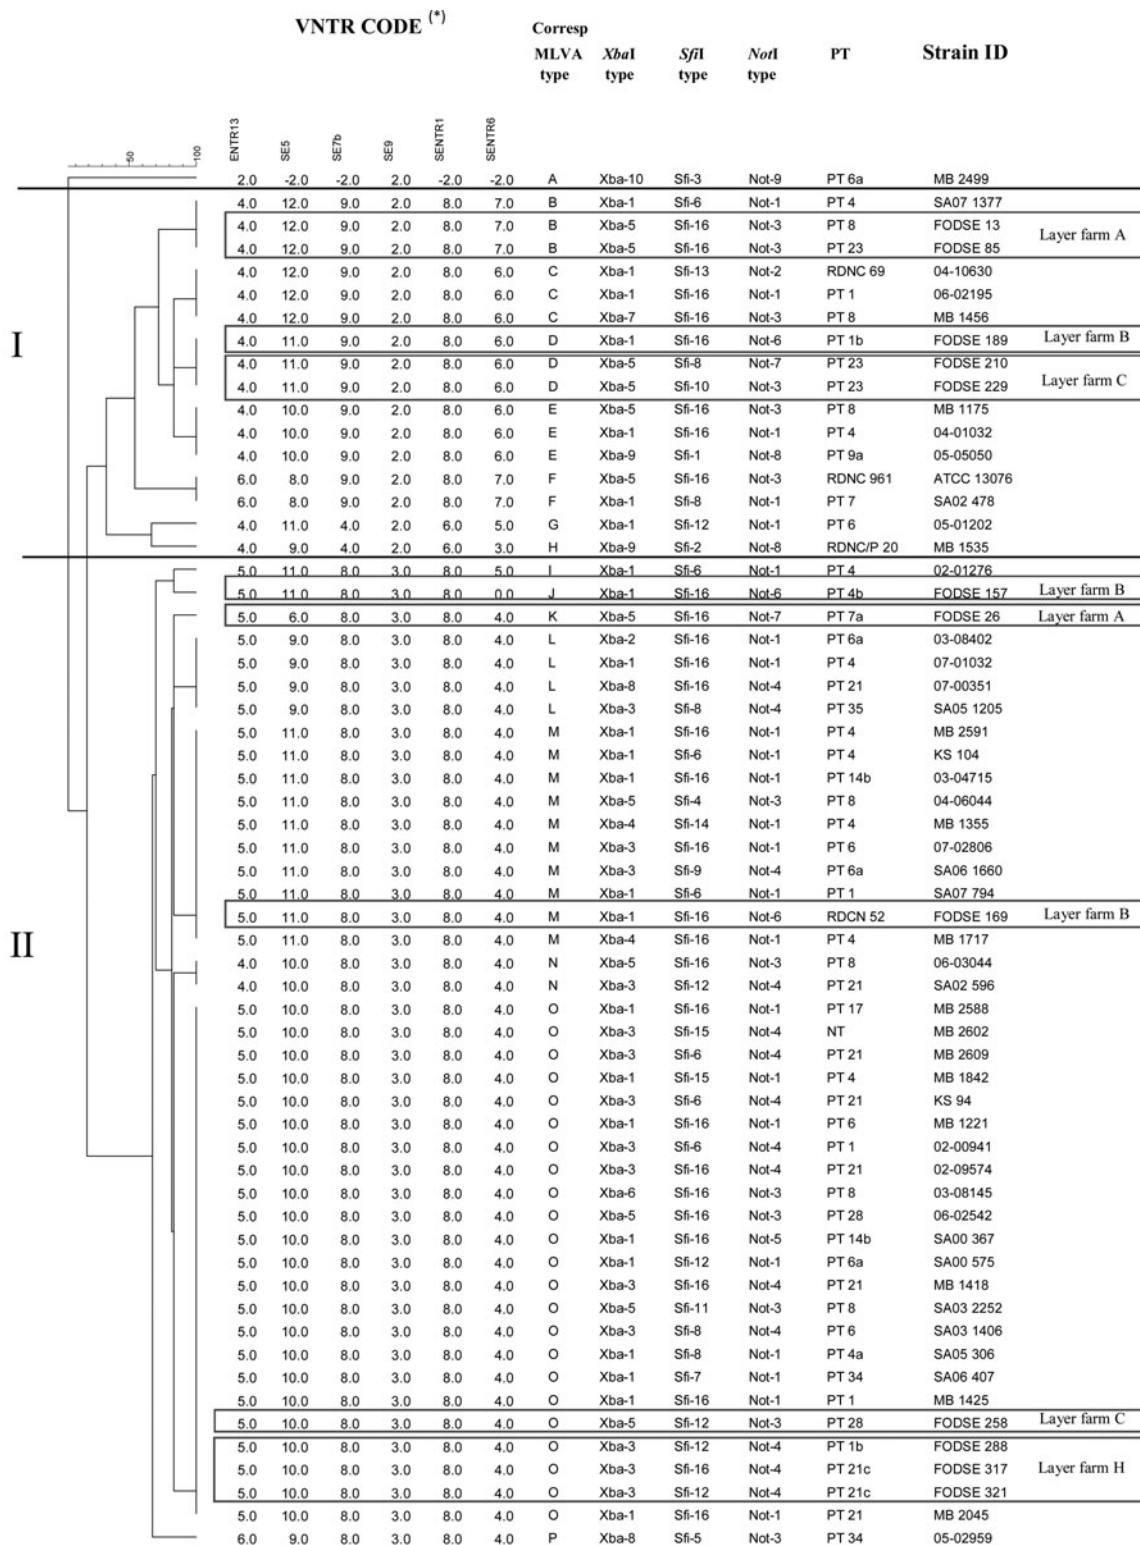 VNTR CODE (*)
Corresp MLVA type XbaI type SfiI type NotI type PT Strain ID
ENTR13 SE5 SE7b SE9 SENTR1 SENTR6
50 100
2.0 -2.0 -2.0 2.0 -2.0 -2.0 A Xba-10 Sfi-3 Not-9 PT 6a MB 2499
4.0 12.0 9.0 2.0 8.0 7.0 B Xba-1 Sfi-6 Not-1 PT 4 SA07 1377
4.0 12.0 9.0 2.0 8.0 7.0 B Xba-5 Sfi-16 Not-3 PT 8 FODSE 13
Layer farm A
4.0 12.0 9.0 2.0 8.0 7.0 B Xba-5 Sfi-16 Not-3 PT 23 FODSE 85
4.0 12.0 9.0 2.0 8.0 6.0 C Xba-1 Sfi-13 Not-2 RDNC 69 04-10630
4.0 12.0 9.0 2.0 8.0 6.0 C Xba-1 Sfi-16 Not-1 PT 1 06-02195
4.0 12.0 9.0 2.0 8.0 6.0 C Xba-7 Sfi-16 Not-3 PT 8 MB 1456
I
4.0 11.0 9.0 2.0 8.0 6.0 D Xba-1 Sfi-16 Not-6 PT 1b FODSE 189 Layer farm B
4.0 11.0 9.0 2.0 8.0 6.0 D Xba-5 Sfi-8 Not-7 PT 23 FODSE 210
Layer farm C
4.0 11.0 9.0 2.0 8.0 6.0 D Xba-5 Sfi-10 Not-3 PT 23 FODSE 229
4.0 10.0 9.0 2.0 8.0 6.0 E Xba-5 Sfi-16 Not-3 PT 8 MB 1175
4.0 10.0 9.0 2.0 8.0 6.0 E Xba-1 Sfi-16 Not-1 PT 4 04-01032
4.0 10.0 9.0 2.0 8.0 6.0 E Xba-9 Sfi-1 Not-8 PT 9a 05-05050
6.0 8.0 9.0 2.0 8.0 7.0 F Xba-5 Sfi-16 Not-3 RDNC 961 ATCC 13076
6.0 8.0 9.0 2.0 8.0 7.0 F Xba-1 Sfi-8 Not-1 PT 7 SA02 478
4.0 11.0 4.0 2.0 6.0 5.0 G Xba-1 Sfi-12 Not-1 PT 6 05-01202
4.0 9.0 4.0 2.0 6.0 3.0 H Xba-9 Sfi-2 Not-8 RDNC/P 20 MB 1535
5.0 11.0 8.0 3.0 8.0 5.0 I Xba-1 Sfi-6 Not-1 PT 4 02-01276
5.0 11.0 8.0 3.0 8.0 0.0 J Xba-1 Sfi-16 Not-6 PT 4b FODSE 157 Layer farm B
5.0 6.0 8.0 3.0 8.0 4.0 K Xba-5 Sfi-16 Not-7 PT 7a FODSE 26 Layer farm A
5.0 9.0 8.0 3.0 8.0 4.0 L Xba-2 Sfi-16 Not-1 PT 6a 03-08402
5.0 9.0 8.0 3.0 8.0 4.0 L Xba-1 Sfi-16 Not-1 PT 4 07-01032
5.0 9.0 8.0 3.0 8.0 4.0 L Xba-8 Sfi-16 Not-4 PT 21 07-00351
5.0 9.0 8.0 3.0 8.0 4.0 L Xba-3 Sfi-8 Not-4 PT 35 SA05 1205
5.0 11.0 8.0 3.0 8.0 4.0 M Xba-1 Sfi-16 Not-1 PT 4 MB 2591
5.0 11.0 8.0 3.0 8.0 4.0 M Xba-1 Sfi-6 Not-1 PT 4 KS 104
5.0 11.0 8.0 3.0 8.0 4.0 M Xba-1 Sfi-16 Not-1 PT 14b 03-04715
5.0 11.0 8.0 3.0 8.0 4.0 M Xba-5 Sfi-4 Not-3 PT 8 04-06044
5.0 11.0 8.0 3.0 8.0 4.0 M Xba-4 Sfi-14 Not-1 PT 4 MB 1355
5.0 11.0 8.0 3.0 8.0 4.0 M Xba-3 Sfi-16 Not-1 PT 6 07-02806
5.0 11.0 8.0 3.0 8.0 4.0 M Xba-3 Sfi-9 Not-4 PT 6a SA06 1660
5.0 11.0 8.0 3.0 8.0 4.0 M Xba-1 Sfi-6 Not-1 PT 1 SA07 794
5.0 11.0 8.0 3.0 8.0 4.0 M Xba-1 Sfi-16 Not-6 RDCN 52 FODSE 169 Layer farm B
II
5.0 11.0 8.0 3.0 8.0 4.0 M Xba-4 Sfi-16 Not-1 PT 4 MB 1717
4.0 10.0 8.0 3.0 8.0 4.0 N Xba-5 Sfi-16 Not-3 PT 8 06-03044
4.0 10.0 8.0 3.0 8.0 4.0 N Xba-3 Sfi-12 Not-4 PT 21 SA02 596
5.0 10.0 8.0 3.0 8.0 4.0 O Xba-1 Sfi-16 Not-1 PT 17 MB 2588
5.0 10.0 8.0 3.0 8.0 4.0 O Xba-3 Sfi-15 Not-4 NT MB 2602
5.0 10.0 8.0 3.0 8.0 4.0 O Xba-3 Sfi-6 Not-4 PT 21 MB 2609
5.0 10.0 8.0 3.0 8.0 4.0 O Xba-1 Sfi-15 Not-1 PT 4 MB 1842
5.0 10.0 8.0 3.0 8.0 4.0 O Xba-3 Sfi-6 Not-4 PT 21 KS 94
5.0 10.0 8.0 3.0 8.0 4.0 O Xba-1 Sfi-16 Not-1 PT 6 MB 1221
5.0 10.0 8.0 3.0 8.0 4.0 O Xba-3 Sfi-6 Not-4 PT 1 02-00941
5.0 10.0 8.0 3.0 8.0 4.0 O Xba-3 Sfi-16 Not-4 PT 21 02-09574
5.0 10.0 8.0 3.0 8.0 4.0 O Xba-6 Sfi-16 Not-3 PT 8 03-08145
5.0 10.0 8.0 3.0 8.0 4.0 O Xba-5 Sfi-16 Not-3 PT 28 06-02542
5.0 10.0 8.0 3.0 8.0 4.0 O Xba-1 Sfi-16 Not-5 PT 14b SA00 367
5.0 10.0 8.0 3.0 8.0 4.0 O Xba-1 Sfi-12 Not-1 PT 6a SA00 575
5.0 10.0 8.0 3.0 8.0 4.0 O Xba-3 Sfi-16 Not-4 PT 21 MB 1418
5.0 10.0 8.0 3.0 8.0 4.0 O Xba-5 Sfi-11 Not-3 PT 8 SA03 2252
5.0 10.0 8.0 3.0 8.0 4.0 O Xba-3 Sfi-8 Not-4 PT 6 SA03 1406
5.0 10.0 8.0 3.0 8.0 4.0 O Xba-1 Sfi-8 Not-1 PT 4a SA05 306
5.0 10.0 8.0 3.0 8.0 4.0 O Xba-1 Sfi-7 Not-1 PT 34 SA06 407
5.0 10.0 8.0 3.0 8.0 4.0 O Xba-1 Sfi-16 Not-1 PT 1 MB 1425
5.0 10.0 8.0 3.0 8.0 4.0 O Xba-5 Sfi-12 Not-3 PT 28 FODSE 258 Layer farm C
5.0 10.0 8.0 3.0 8.0 4.0 O Xba-3 Sfi-12 Not-4 PT 1b FODSE 288
5.0 10.0 8.0 3.0 8.0 4.0 O Xba-3 Sfi-16 Not-4 PT 21c FODSE 317 Layer farm H
5.0 10.0 8.0 3.0 8.0 4.0 O Xba-3 Sfi-12 Not-4 PT 21c FODSE 321
5.0 10.0 8.0 3.0 8.0 4.0 O Xba-1 Sfi-16 Not-1 PT 21 MB 2045
6.0 9.0 8.0 3.0 8.0 4.0 P Xba-8 Sfi-5 Not-3 PT 34 05-02959